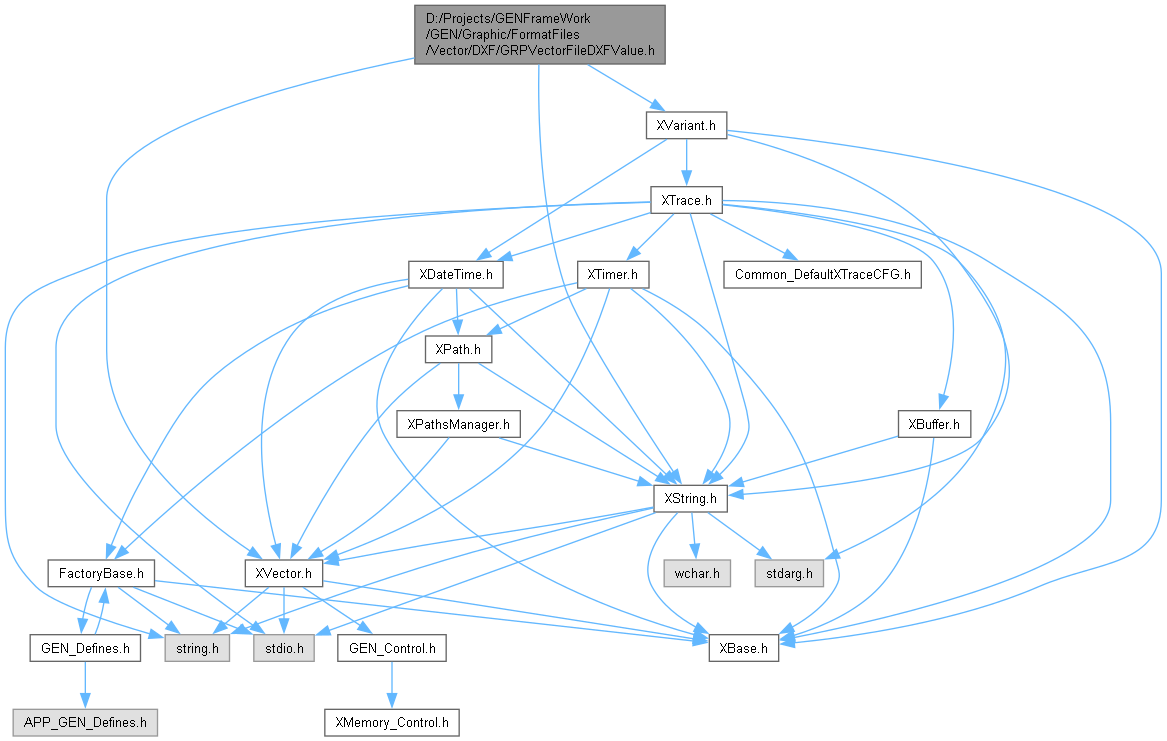 D:/Projects/GENFrameWork
/GEN/Graphic/FormatFiles
/Vector/DXF/GRPVectorFileDXFValue.h
XVariant.h
XTrace.h
XDateTime.h
XTimer.h
Common_DefaultXTraceCFG.h
XPath.h
XPathsManager.h
XBuffer.h
XString.h
FactoryBase.h
XVector.h
wchar.h
stdarg.h
GEN_Defines.h
string.h
stdio.h
GEN_Control.h
XBase.h
APP_GEN_Defines.h
XMemory_Control.h